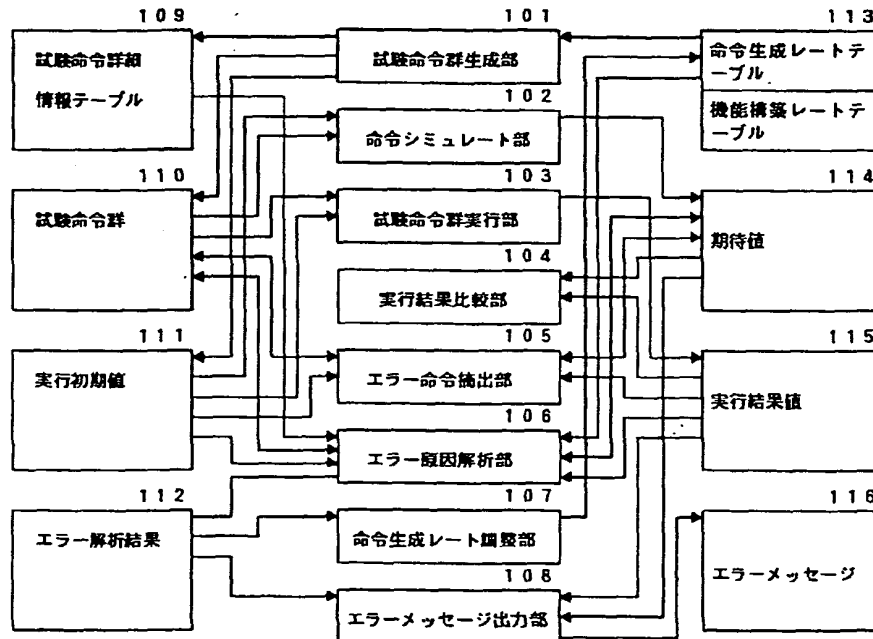 109
試験命令群細
情報テーブル
101
試験命令群生成部
113
命令生成レートテ
ーブル
機能構築レートテ
ーブル
102
命令シミュレート部
110
試験命令群
103
試験命令群実行部
114
期待値
104
実行結果比較部
111
実行初期値
105
エラー命令摘出部
115
実行結果値
106
エラー原因解析部
112
エラー解析結果
107
命令生成レート調整部
116
エラーメッセージ
108
エラーメッセージ出力部